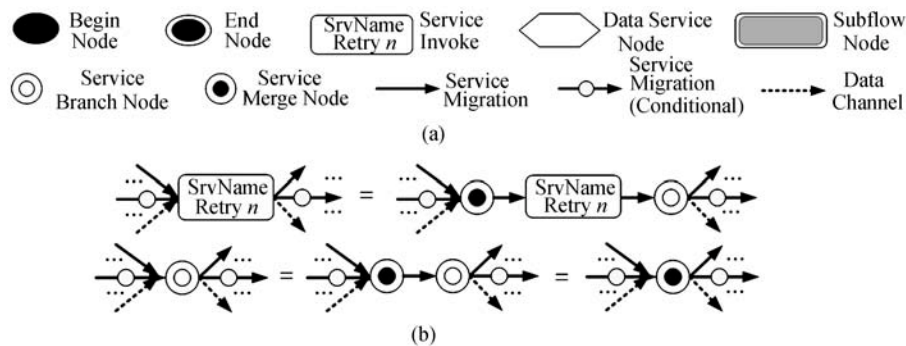 Begin Node
End Node
SrvName Retry n
Service Invoke
Data Service Node
Subflow Node
Service Branch Node
Service Merge Node
Service Migration
Service Migration (Conditional)
Data Channel
(a)
... ...
SrvName
Retry n
... ...
=
... ...
SrvName
Retry n
... ...
... ...
=
... ...
=
... ...
(b)